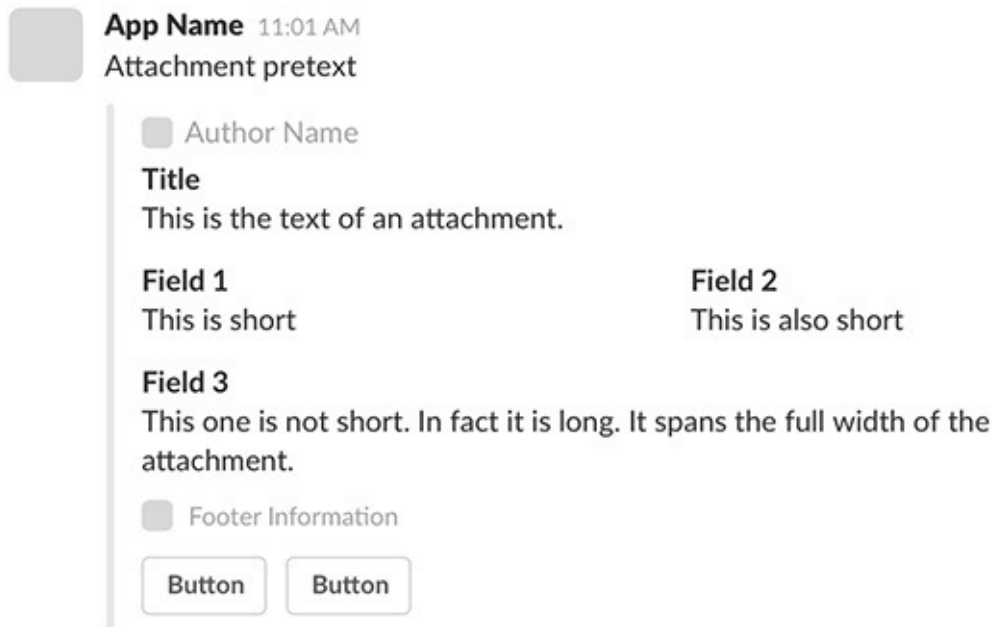 App Name 11:01 AM
Attachment pretext
Author Name
Title
This is the text of an attachment.
Field 1
This is short
Field 2
This is also short
Field 3
This one is not short. In fact it is long. It spans the full width of the
attachment.
Footer Information
Button
Button